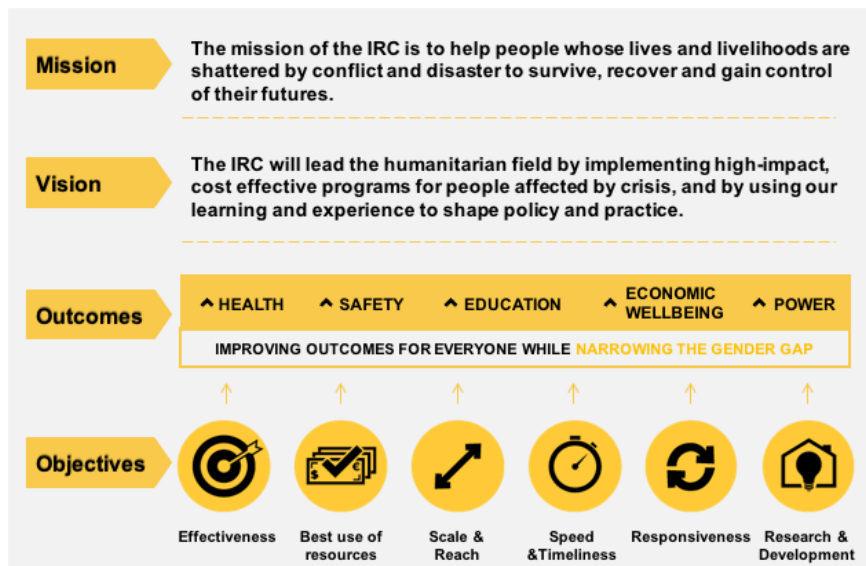 Mission
The mission of the IRC is to help people whose lives and livelihoods are
shattered by conflict and disaster to survive, recover and gain control
of their futures.
Vision
The IRC will lead the humanitarian field by implementing high-impact,
cost effective programs for people affected by crisis, and by using our
learning and experience to shape policy and practice.
Outcomes
HEALTH
SAFETY
EDUCATION
ECONOMIC
WELLBEING
POWER
IMPROVING OUTCOMES FOR EVERYONE WHILE NARROWING THE GENDER GAP
Objectives
$ €
Effectiveness
Best use of
resources
Scale &
Reach
Speed
&Timeliness
Responsiveness
Research &
Development